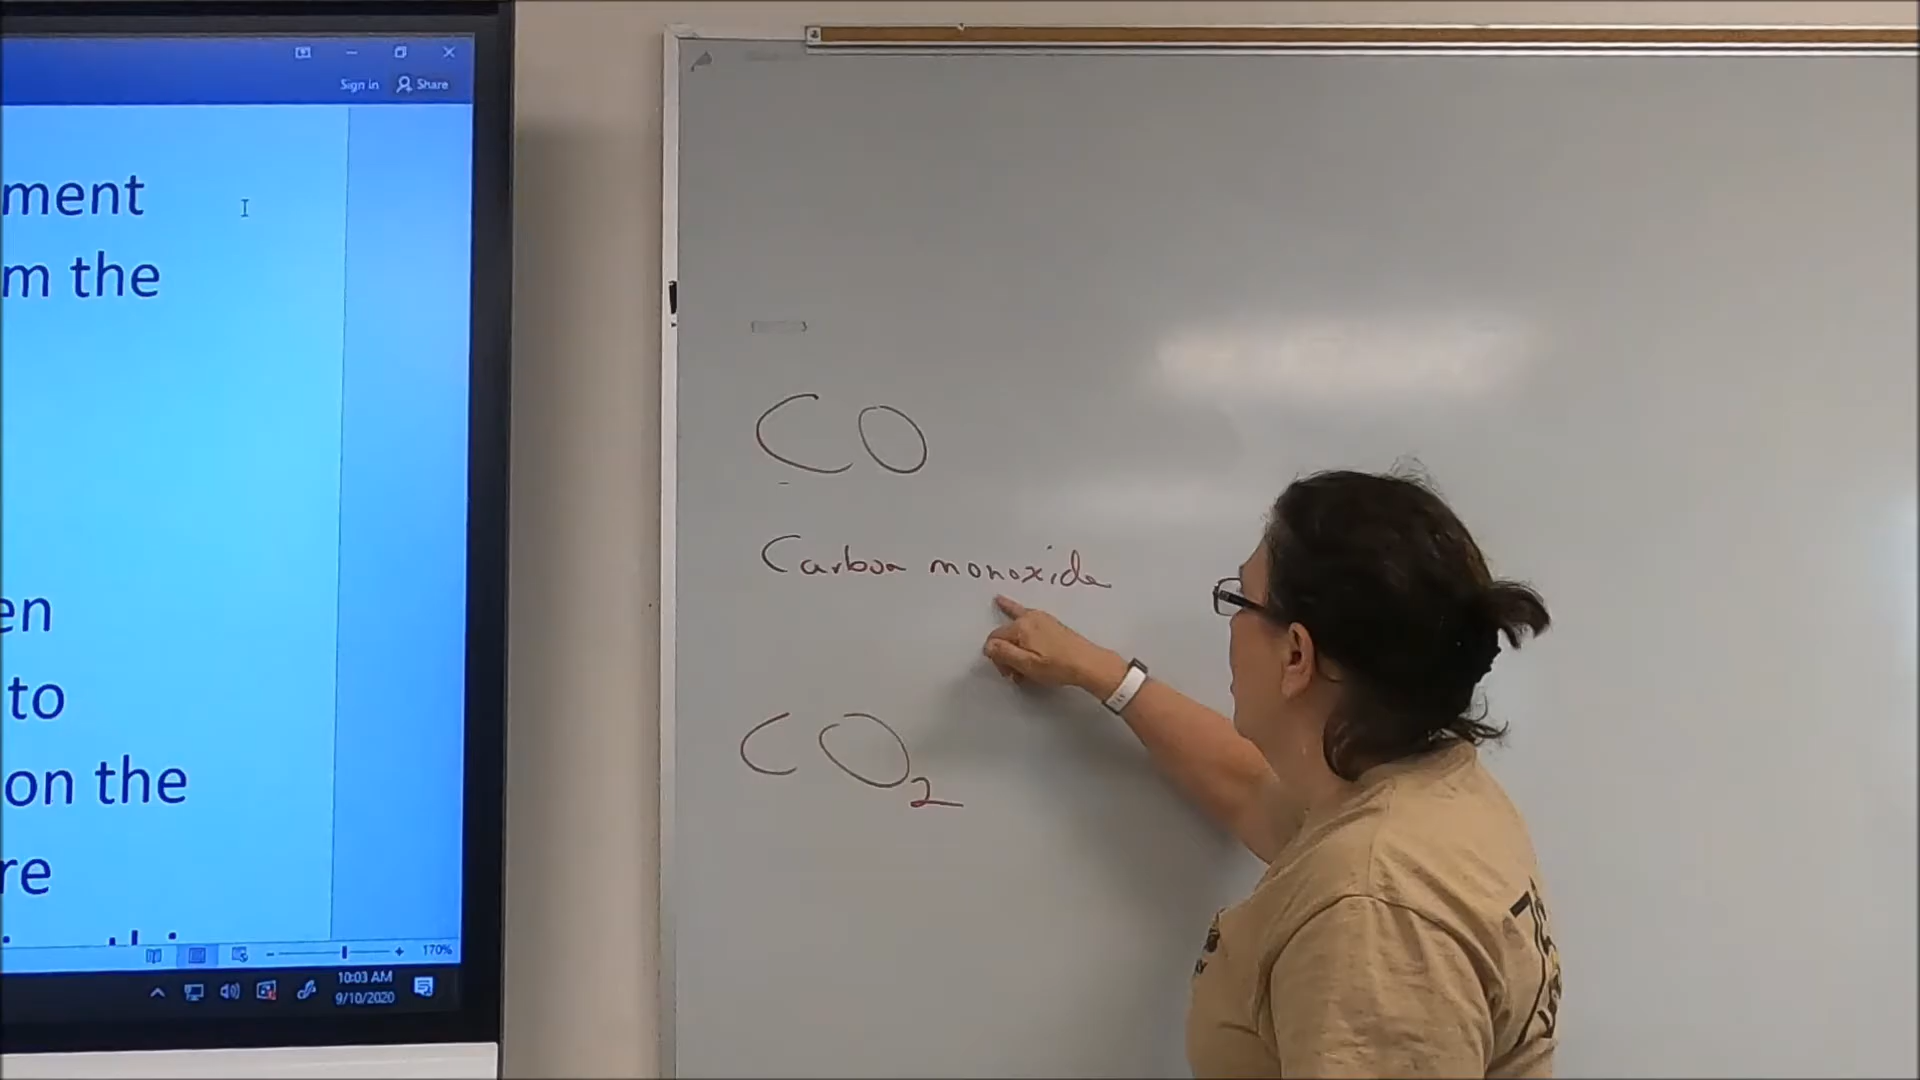 Sign in Share
ment
m the
en
to
on the
re
170%
10:03 AM
9/10/2020
CO
Carbon monoxide
CO2